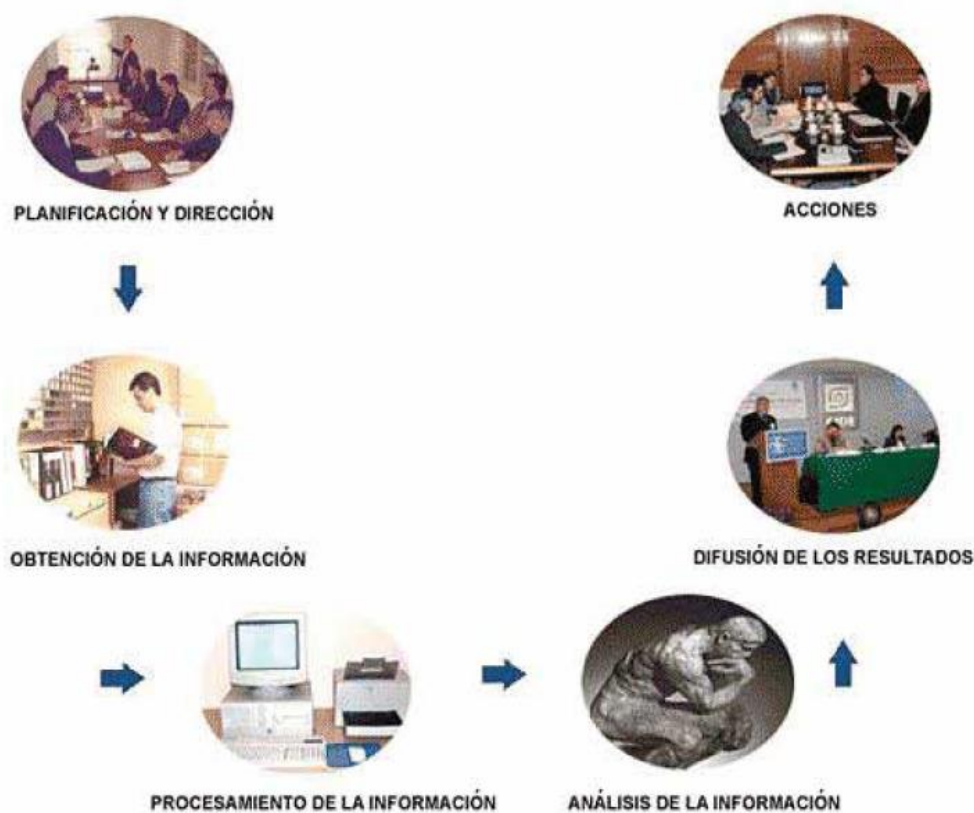 PLANIFICACIÓN Y DIRECCIÓN
ACCIONES
OBTENCIÓN DE LA INFORMACIÓN
DIFUSIÓN DE LOS RESULTADOS
PROCESAMIENTO DE LA INFORMACIÓN
ANÁLISIS DE LA INFORMACIÓN